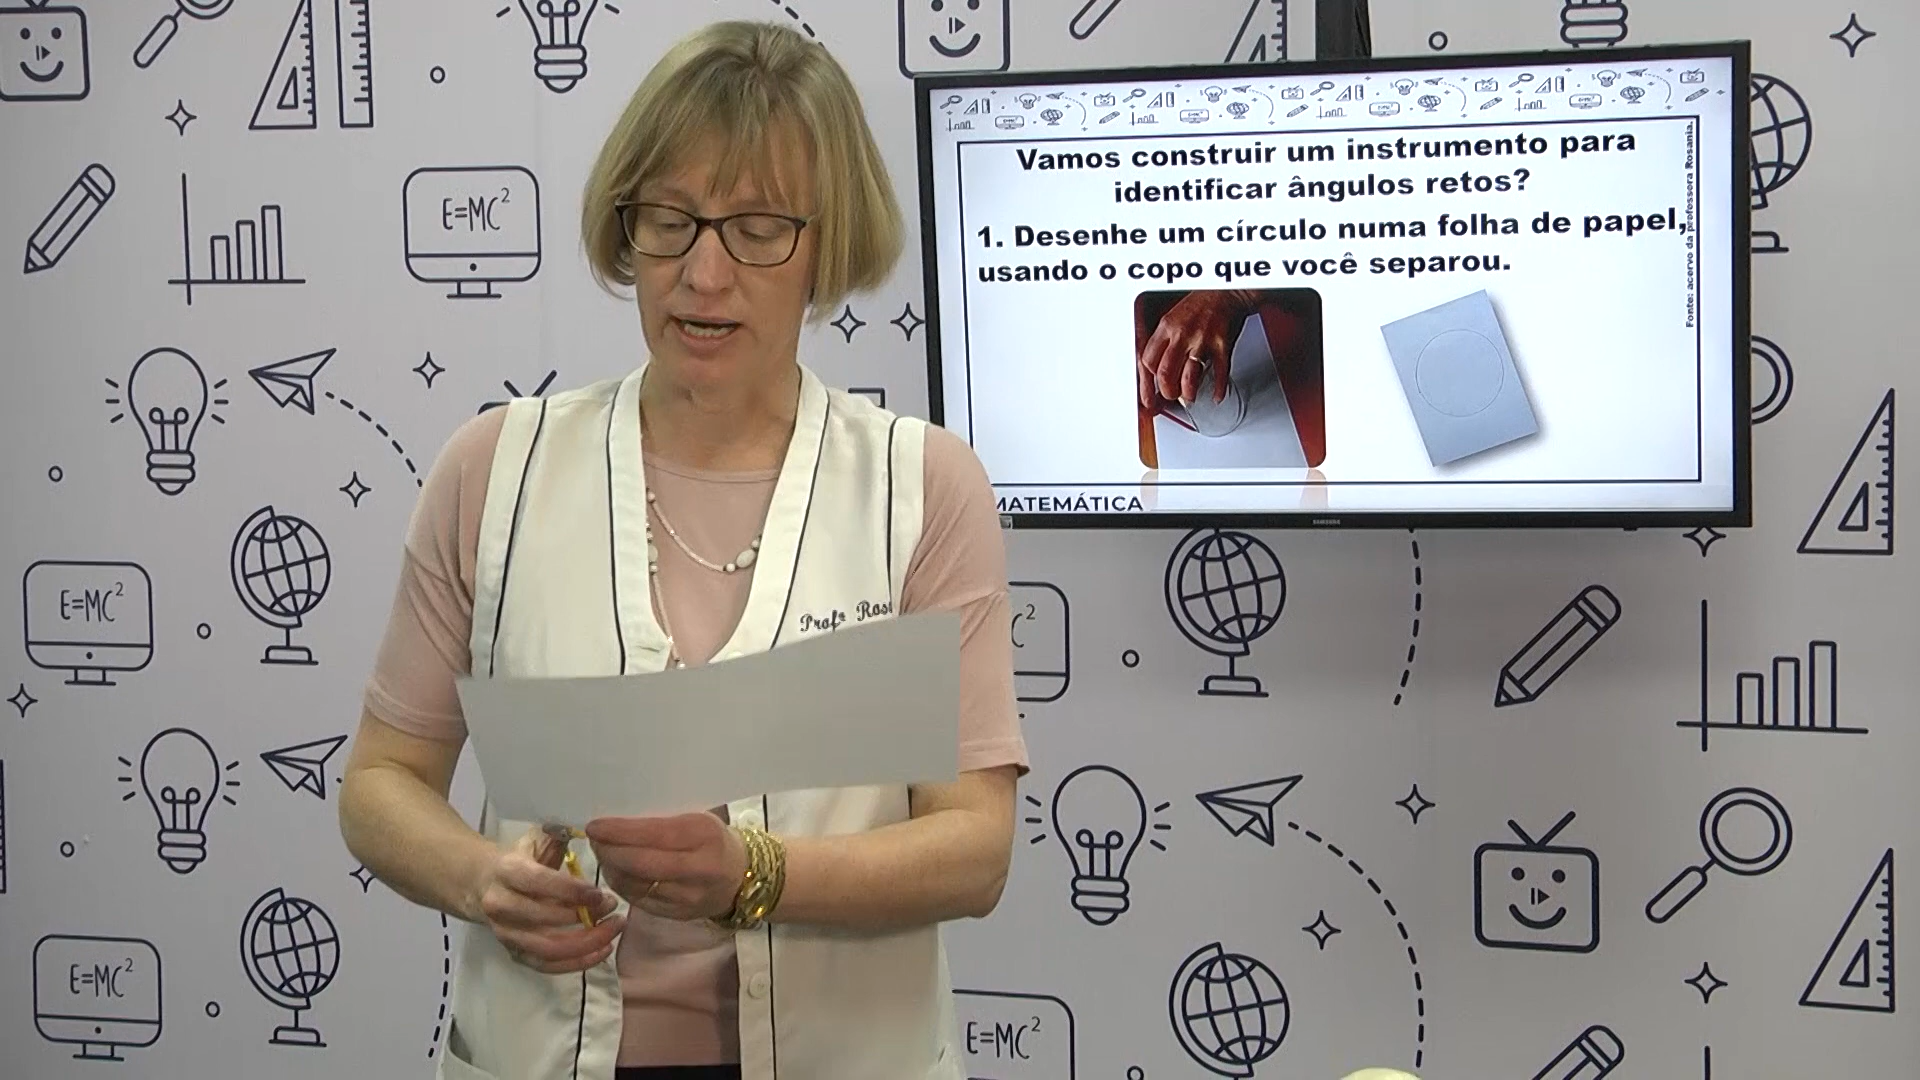 Vamos construir um instrumento para
identificar ângulos retos?
1. Desenhe um círculo numa folha de papel,
usando o copo que você separou.
Fonte: acervo da professora Rosania.
MATEMÁTICA
SAMSUNG
Profª Ros
E=MC²
E=MC²
E=MC²
C²
E=MC²